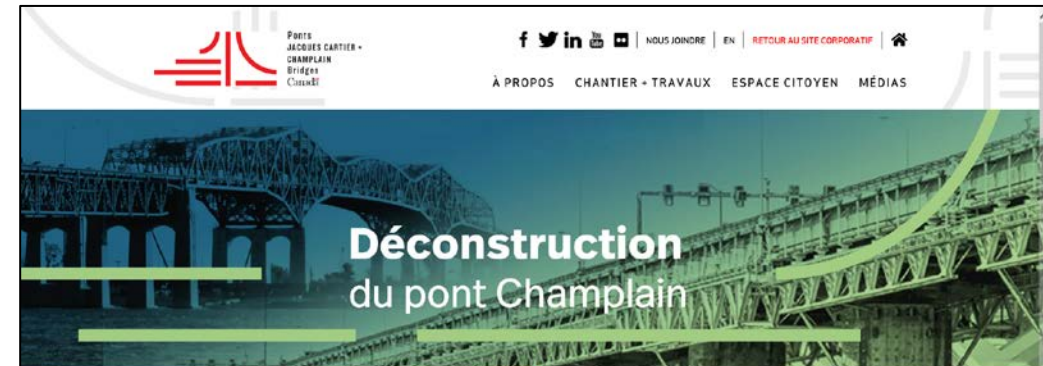 Ponts
JACQUES CARTIER +
CHAMPLAIN
Bridges
Canada
NOUS JOINDRE | EN | RETOUR AU SITE CORPORATIF
À PROPOS CHANTIER + TRAVAUX ESPACE CITOYEN MÉDIAS
Déconstruction
du pont Champlain